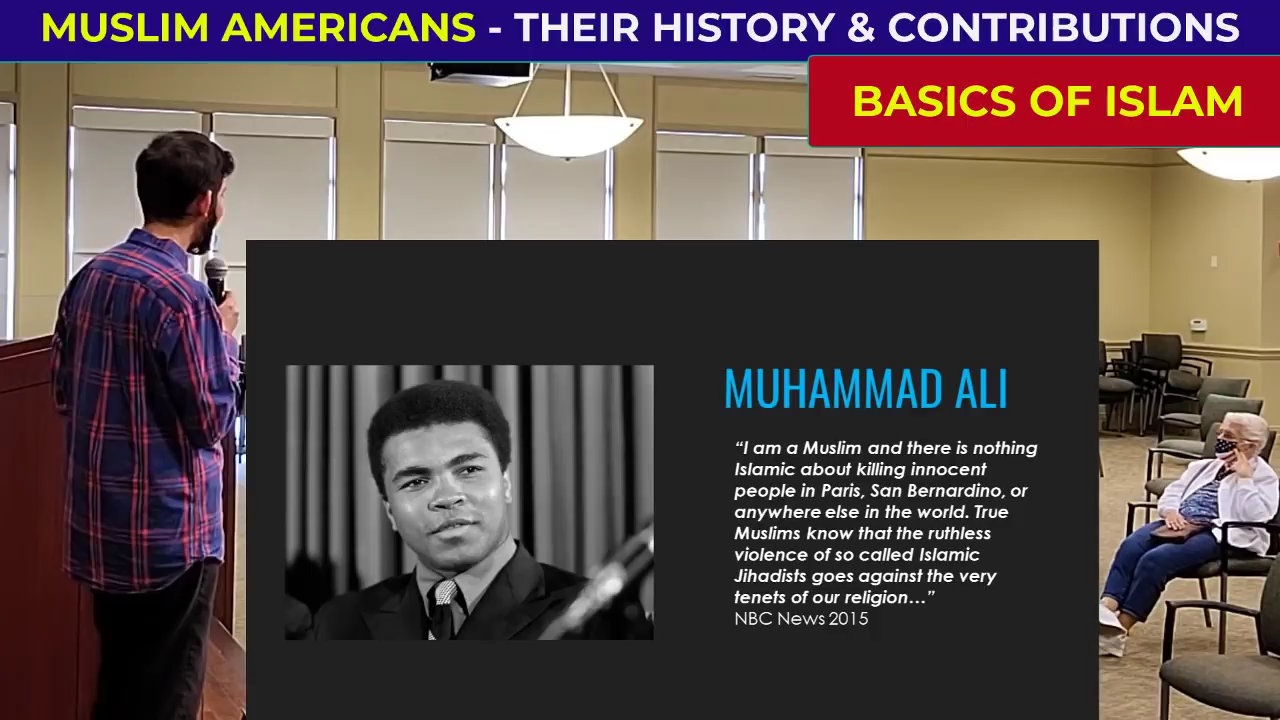 MUSLIM AMERICANS - THEIR HISTORY & CONTRIBUTIONS
BASICS OF ISLAM
MUHAMMAD ALI
“I am a Muslim and there is nothing
Islamic about killing innocent
people in Paris, San Bernardino, or
anywhere else in the world. True
Muslims know that the ruthless
violence of so called Islamic
Jihadists goes against the very
tenets of our religion…”
NBC News 2015